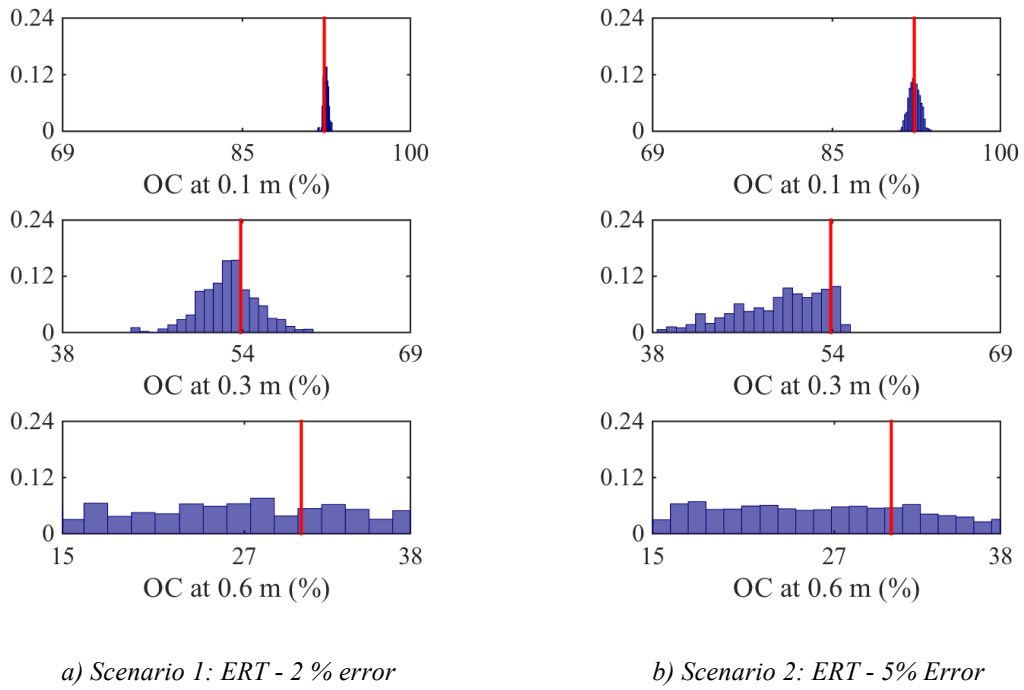 0.24
0.12
0
69 85 100
OC at 0.1 m (%)
0.24
0.12
0
38 54 69
OC at 0.3 m (%)
0.24
0.12
0
15 27 38
OC at 0.6 m (%)
a) Scenario 1: ERT - 2 % error
0.24
0.12
0
69 85 100
OC at 0.1 m (%)
0.24
0.12
0
38 54 69
OC at 0.3 m (%)
0.24
0.12
0
15 27 38
OC at 0.6 m (%)
b) Scenario 2: ERT - 5% Error